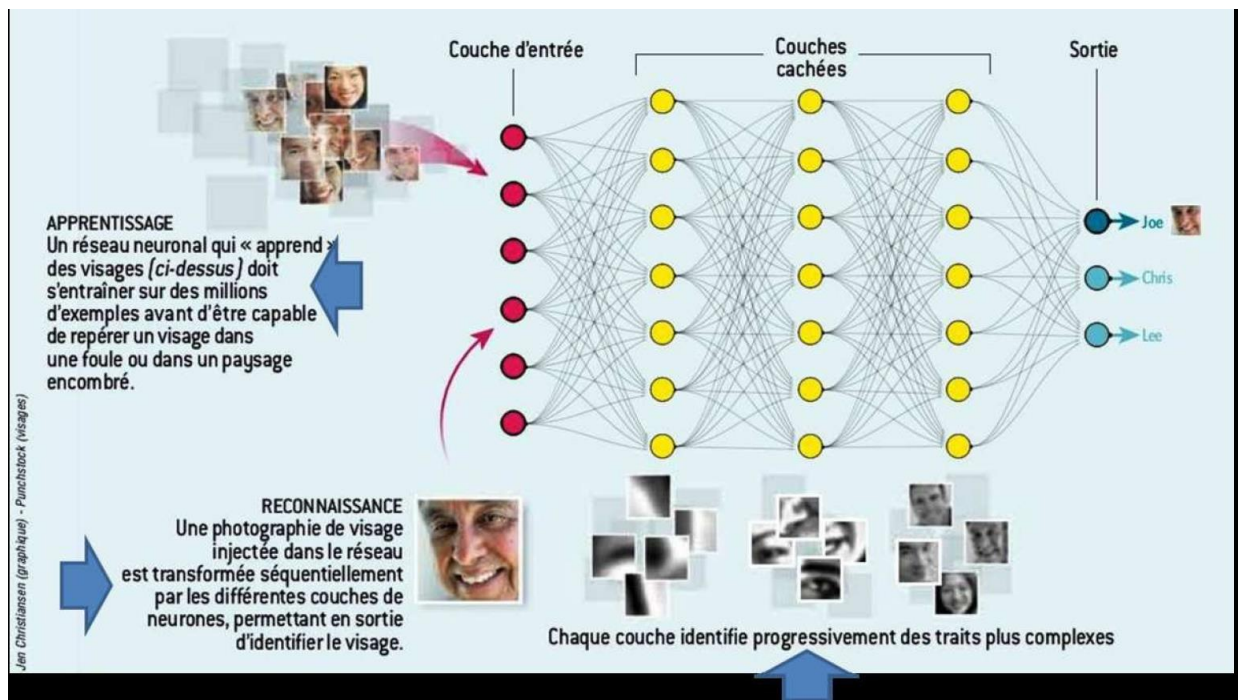 Couche d'entrée
Couches
cachées
Sortie
APPRENTISSAGE
Un réseau neuronal qui « apprend »
des visages (ci-dessus) doit
s'entraîner sur des millions
d'exemples avant d'être capable
de repérer un visage dans
une foule ou dans un paysage
encombré.
Joe
Chris
Lee
RECONNAISSANCE
Une photographie de visage
injectée dans le réseau
est transformée séquentiellement
par les différentes couches de
neurones, permettant en sortie
d'identifier le visage.
Chaque couche identifie progressivement des traits plus complexes
Jen Christiansen (graphique) - Punchstock (visages)